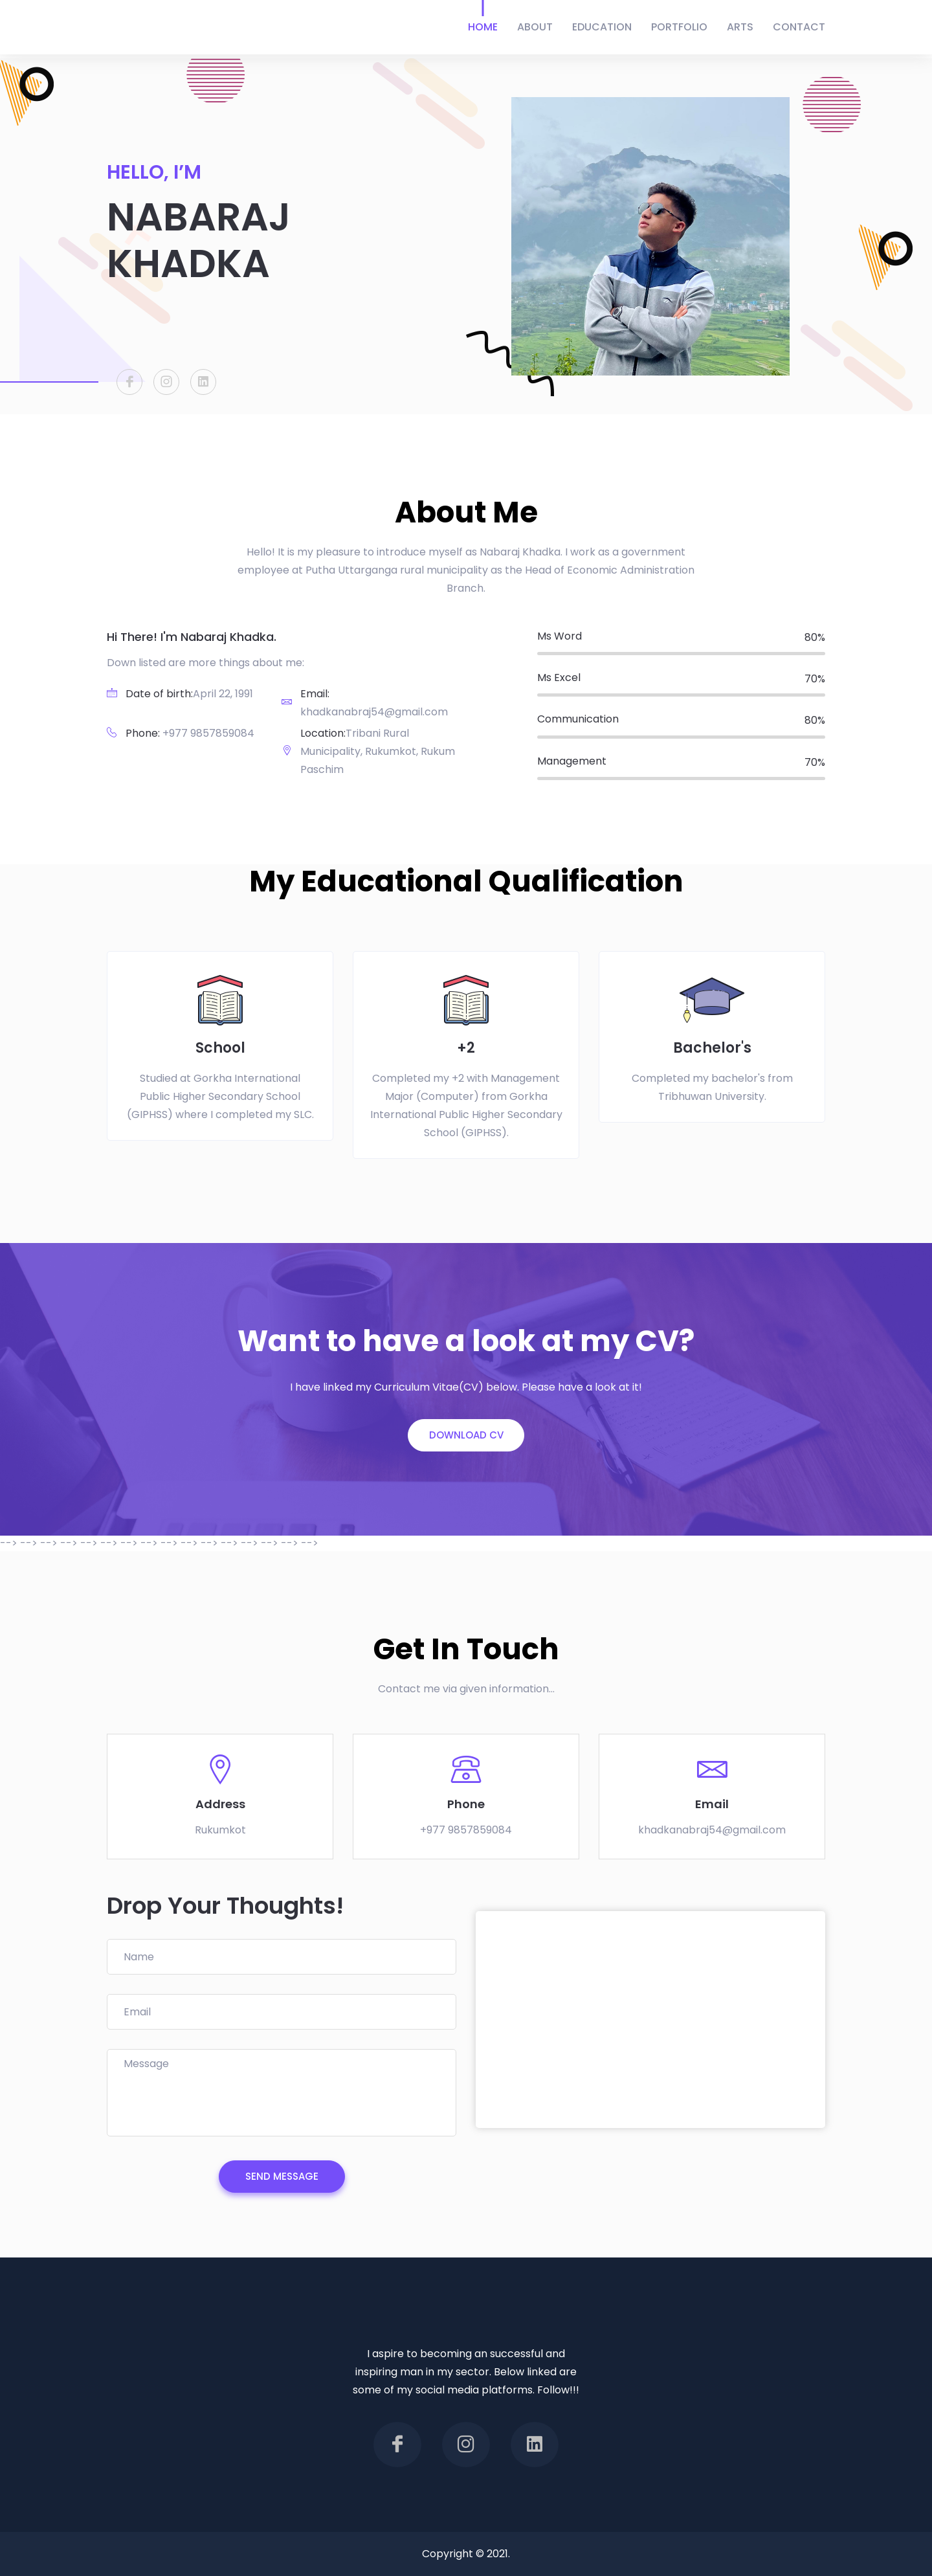 HOME ABOUT EDUCATION PORTFOLIO ARTS CONTACT
HELLO, I'M
NABARAJ
KHADKA
About Me
Hello! It is my pleasure to introduce myself as Nabaraj Khadka. I work as a government
employee at Putha Uttarganga rural municipality as the Head of Economic Administration
Branch.
Hi There! I'm Nabaraj Khadka.
Down listed are more things about me:
Date of birth:April 22, 1991
Email:
khadkanabraj54@gmail.com
Phone: +977 9857859084
Location:Tribani Rural
Municipality, Rukumkot, Rukum
Paschim
Ms Word 80%
Ms Excel 70%
Communication 80%
Management 70%
My Educational Qualification
School
Studied at Gorkha International
Public Higher Secondary School
(GIPHSS) where I completed my SLC.
+2
Completed my +2 with Management
Major (Computer) from Gorkha
International Public Higher Secondary
School (GIPHSS).
Bachelor's
Completed my bachelor's from
Tribhuwan University.
Want to have a look at my CV?
I have linked my Curriculum Vitae(CV) below. Please have a look at it!
DOWNLOAD CV
--> --> --> --> --> --> --> --> --> --> --> --> --> --> --> -->
Get In Touch
Contact me via given information...
Address
Rukumkot
Phone
+977 9857859084
Email
khadkanabraj54@gmail.com
Drop Your Thoughts!
Name
Email
Message
SEND MESSAGE
I aspire to becoming an successful and
inspiring man in my sector. Below linked are
some of my social media platforms. Follow!!!
Copyright © 2021.